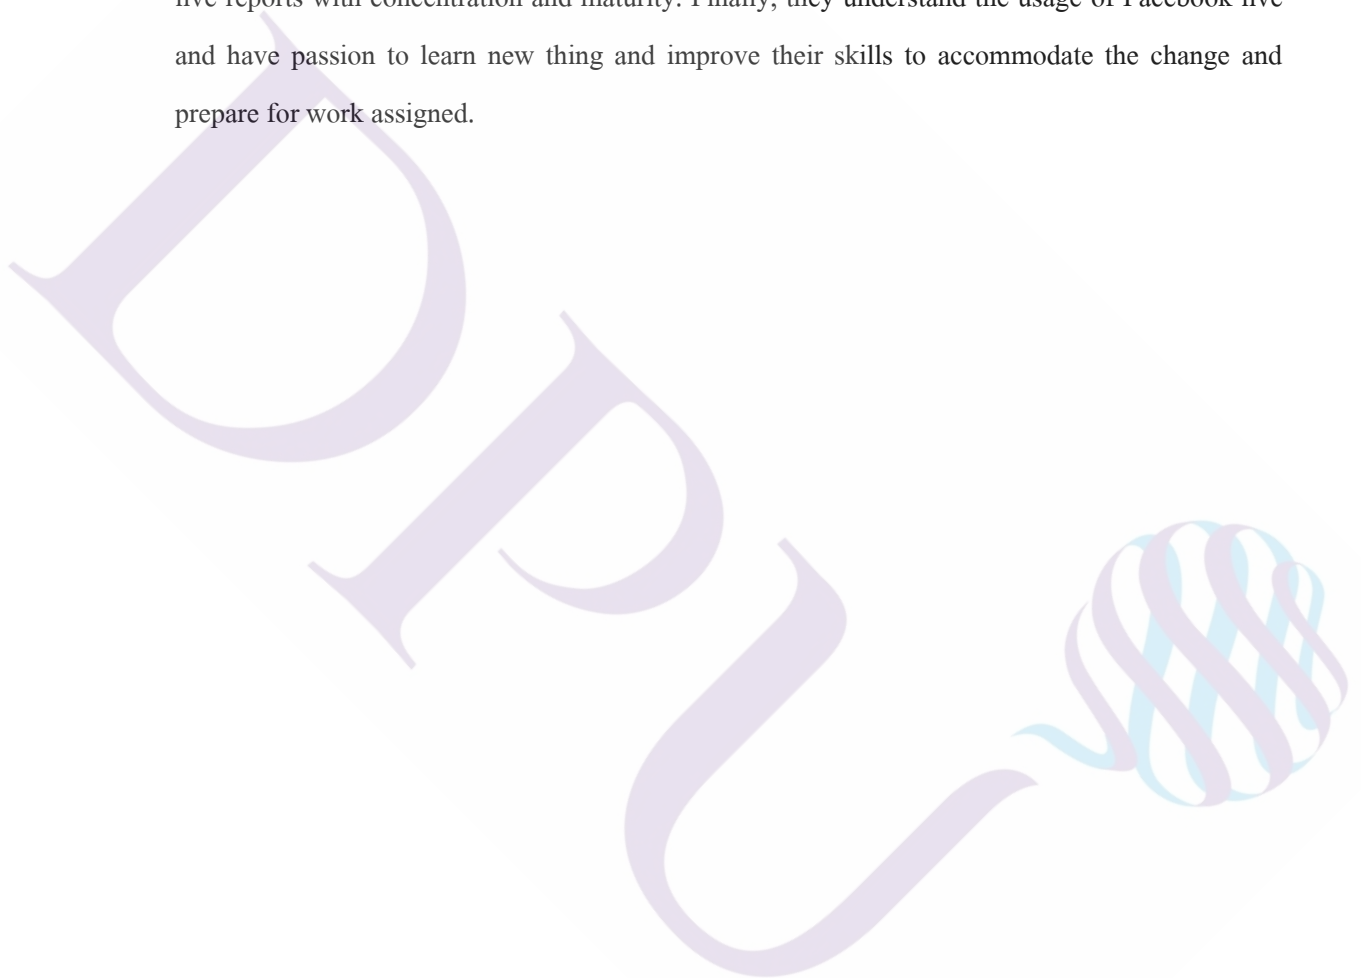 live reports with concentration and maturity. Finally, they understand the usage of Facebook live
and have passion to learn new thing and improve their skills to accommodate the change and
prepare for work assigned.
DPU